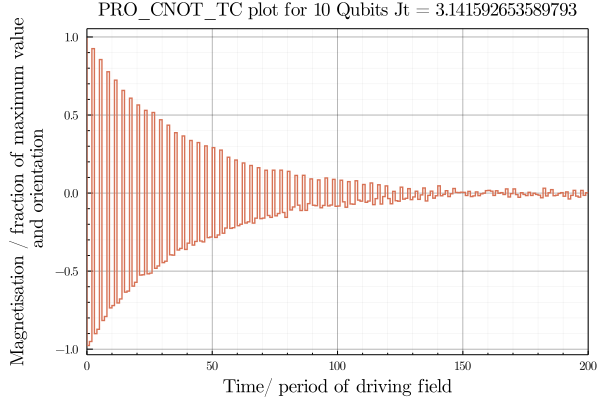 PRO_CNOT_TC plot for 10 Qubits Jt = 3.141592653589793
Magnetisation / fraction of maximum value
and orientation
1.0
0.5
0.0
−0.5
−1.0
0
50
100
150
200
Time/ period of driving field